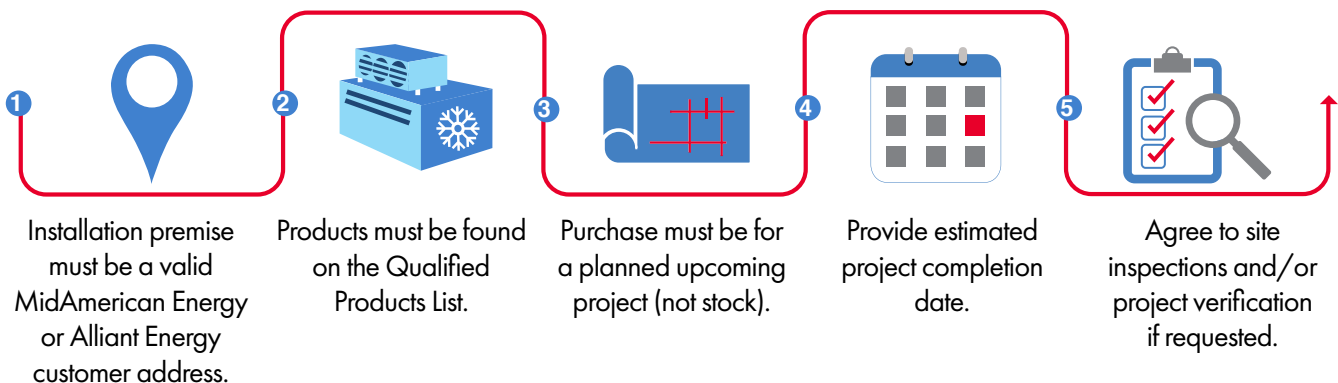 1
Installation premise
must be a valid
MidAmerican Energy
or Alliant Energy
customer address.
2
Products must be found
on the Qualified
Products List.
3
Purchase must be for
a planned upcoming
project (not stock).
4
Provide estimated
project completion
date.
5
Agree to site
inspections and/or
project verification
if requested.